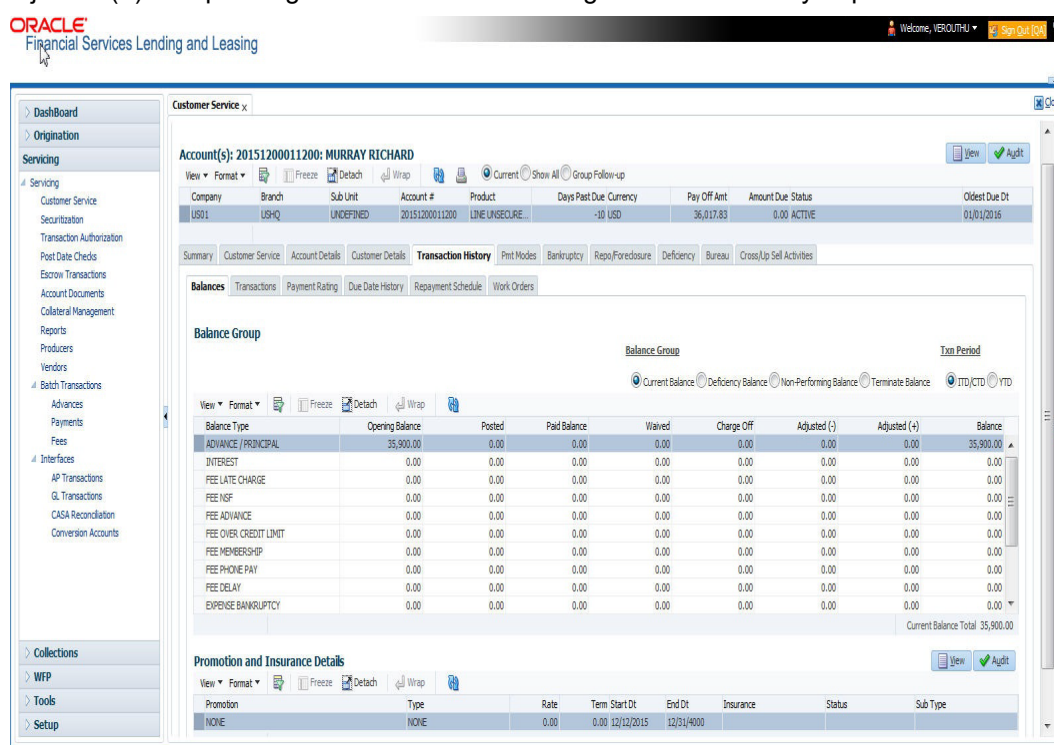 ORACLE'
Financial Services Lending and Leasing
Welcome, VEROUTHU
Sign Out [QA]
DashBoard
Origination
Servicing
Servicing
Customer Service
Securitization
Transaction Authorization
Post Date Checks
Escrow Transactions
Account Documents
Collateral Management
Reports
Producers
Vendors
Batch Transactions
Advances
Payments
Fees
Interfaces
AP Transactions
GL Transactions
CASA Reconciliation
Conversion Accounts
Collections
WFP
Tools
Setup
Customer Service x
Account(s): 20151200011200: MURRAY RICHARD
View Audit
View Format Freeze Detach Wrap Current Show All Group Follow-up
Company Branch Sub Unit Account # Product Days Past Due Currency Pay Off Amt Amount Due Status Oldest Due Dt
US01 USHQ UNDEFINED 20151200011200 LINE UNSECURE... -10 USD 36,017.83 0.00 ACTIVE 01/01/2016
Summary Customer Service Account Details Customer Details Transaction History Pmt Modes Bankruptcy Repo/Foreclosure Deficiency Bureau Cross/Up Sell Activities
Balances Transactions Payment Rating Due Date History Repayment Schedule Work Orders
Balance Group
Balance Group Txn Period
Current Balance Deficiency Balance Non-Performing Balance Terminate Balance ITD/CTD YTD
View Format Freeze Detach Wrap
Balance Type Opening Balance Posted Paid Balance Waived Charge Off Adjusted (-) Adjusted (+) Balance
ADVANCE / PRINCIPAL 35,900.00 0.00 0.00 0.00 0.00 0.00 0.00 35,900.00
INTEREST 0.00 0.00 0.00 0.00 0.00 0.00 0.00 0.00
FEE LATE CHARGE 0.00 0.00 0.00 0.00 0.00 0.00 0.00 0.00
FEE NSF 0.00 0.00 0.00 0.00 0.00 0.00 0.00 0.00
FEE ADVANCE 0.00 0.00 0.00 0.00 0.00 0.00 0.00 0.00
FEE OVER CREDIT LIMIT 0.00 0.00 0.00 0.00 0.00 0.00 0.00 0.00
FEE MEMBERSHIP 0.00 0.00 0.00 0.00 0.00 0.00 0.00 0.00
FEE PHONE PAY 0.00 0.00 0.00 0.00 0.00 0.00 0.00 0.00
FEE DELAY 0.00 0.00 0.00 0.00 0.00 0.00 0.00 0.00
EXPENSE BANKRUPTCY 0.00 0.00 0.00 0.00 0.00 0.00 0.00 0.00
Current Balance Total 35,900.00
Promotion and Insurance Details
View Audit
View Format Freeze Detach Wrap
Promotion Type Rate Term Start Dt End Dt Insurance Status Sub Type
NONE NONE 0.00 0.00 12/12/2015 12/31/4000